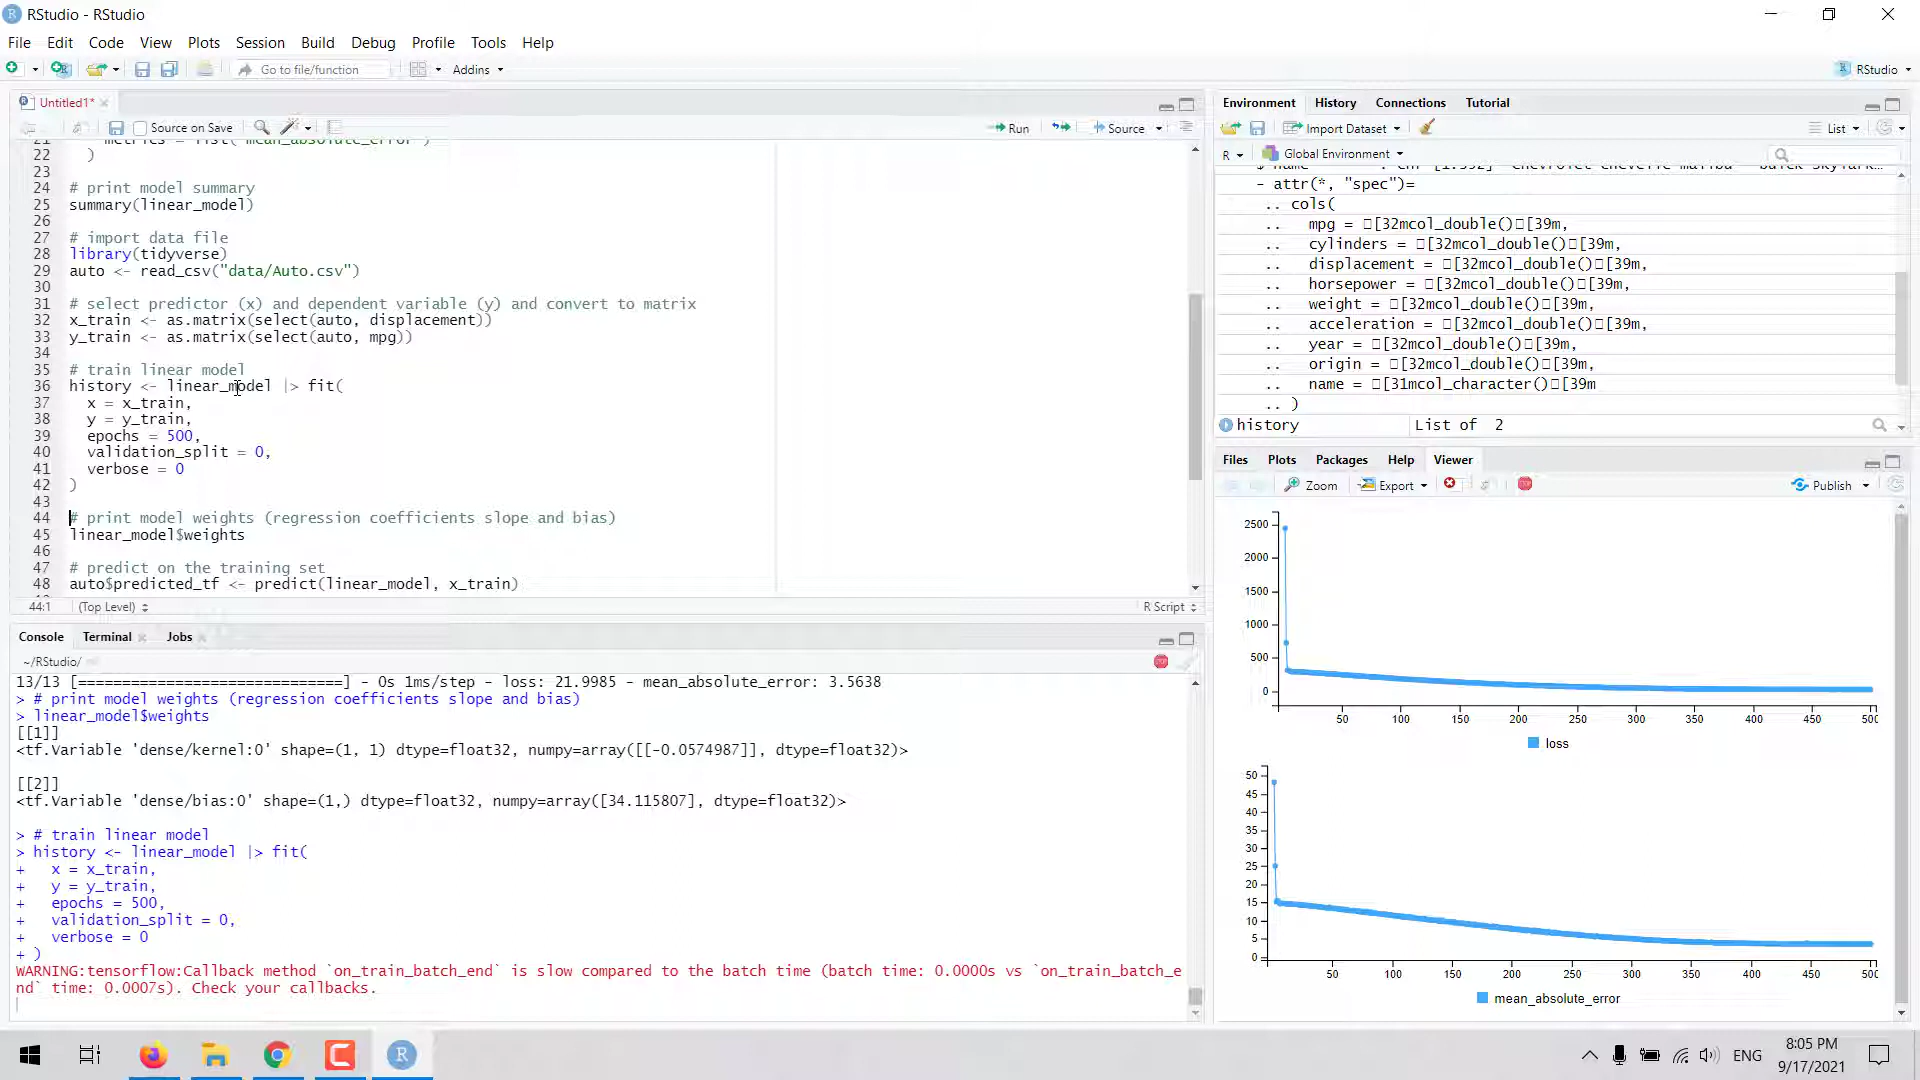 RStudio - RStudio
File Edit Code View Plots Session Build Debug Profile Tools Help
Go to file/function Addins RStudio
Untitled1*
Source on Save Run Source
22 )
23
24 # print model summary
25 summary(linear_model)
26
27 # import data file
28 library(tidyverse)
29 auto <- read_csv("data/Auto.csv")
30
31 # select predictor (x) and dependent variable (y) and convert to matrix
32 x_train <- as.matrix(select(auto, displacement))
33 y_train <- as.matrix(select(auto, mpg))
34
35 # train linear model
36 history <- linear_model |> fit(
37 x = x_train,
38 y = y_train,
39 epochs = 500,
40 validation_split = 0,
41 verbose = 0
42 )
43
44 # print model weights (regression coefficients slope and bias)
45 linear_model$weights
46
47 # predict on the training set
48 auto$predicted_tf <- predict(linear_model, x_train)
44:1 (Top Level) R Script
Console Terminal Jobs
~/RStudio/
13/13 [==============================] - 0s 1ms/step - loss: 21.9985 - mean_absolute_error: 3.5638
> # print model weights (regression coefficients slope and bias)
> linear_model$weights
[[1]]
<tf.Variable 'dense/kernel:0' shape=(1, 1) dtype=float32, numpy=array([[-0.0574987]], dtype=float32)>
[[2]]
<tf.Variable 'dense/bias:0' shape=(1,) dtype=float32, numpy=array([34.115807], dtype=float32)>
> # train linear model
> history <- linear_model |> fit(
+ x = x_train,
+ y = y_train,
+ epochs = 500,
+ validation_split = 0,
+ verbose = 0
+ )
WARNING:tensorflow:Callback method `on_train_batch_end` is slow compared to the batch time (batch time: 0.0000s vs `on_train_batch_e
nd` time: 0.0007s). Check your callbacks.
Environment History Connections Tutorial
Import Dataset List
R Global Environment
- attr(*, "spec")=
.. cols(
.. mpg = [32mcol_double()[39m,
.. cylinders = [32mcol_double()[39m,
.. displacement = [32mcol_double()[39m,
.. horsepower = [32mcol_double()[39m,
.. weight = [32mcol_double()[39m,
.. acceleration = [32mcol_double()[39m,
.. year = [32mcol_double()[39m,
.. origin = [32mcol_double()[39m,
.. name = [31mcol_character()[39m
.. )
history List of 2
Files Plots Packages Help Viewer
Zoom Export Publish
2500
2000
1500
1000
500
0
50 100 150 200 250 300 350 400 450 500
loss
50
45
40
35
30
25
20
15
10
5
0
50 100 150 200 250 300 350 400 450 500
mean_absolute_error
ENG
8:05 PM
9/17/2021